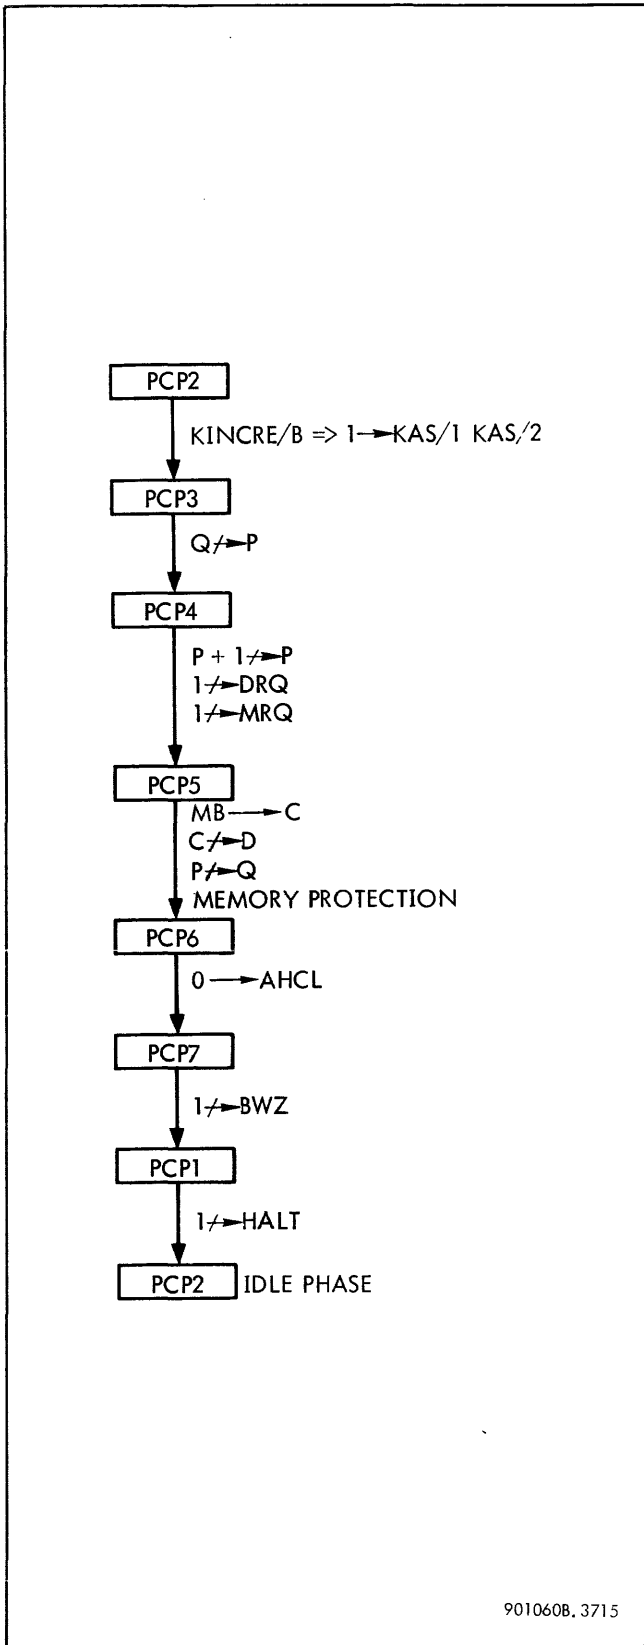 PCP2
KINCRE/B => 1→KAS/1 KAS/2
PCP3
Q↛P
PCP4
P + 1↛P
1↛DRQ
1↛MRQ
PCP5
MB→C
C↛D
P↛Q
MEMORY PROTECTION
PCP6
0→AHCL
PCP7
1↛BWZ
PCP1
1↛HALT
PCP2 IDLE PHASE
901060B. 3715